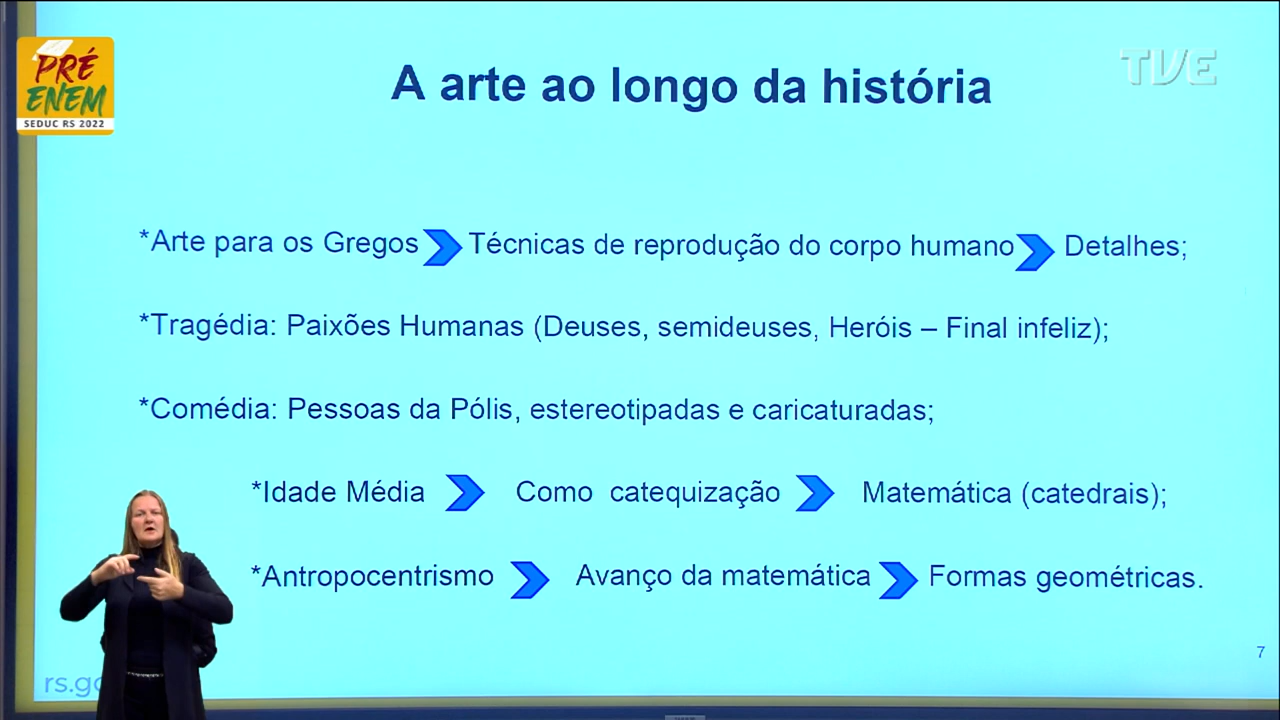 PRÉ
ENEM
SEDUC RS 2022
TVE
A arte ao longo da história
*Arte para os Gregos Técnicas de reprodução do corpo humano Detalhes;
*Tragédia: Paixões Humanas (Deuses, semideuses, Heróis – Final infeliz);
*Comédia: Pessoas da Pólis, estereotipadas e caricaturadas;
*Idade Média Como catequização Matemática (catedrais);
*Antropocentrismo Avanço da matemática Formas geométricas.
7